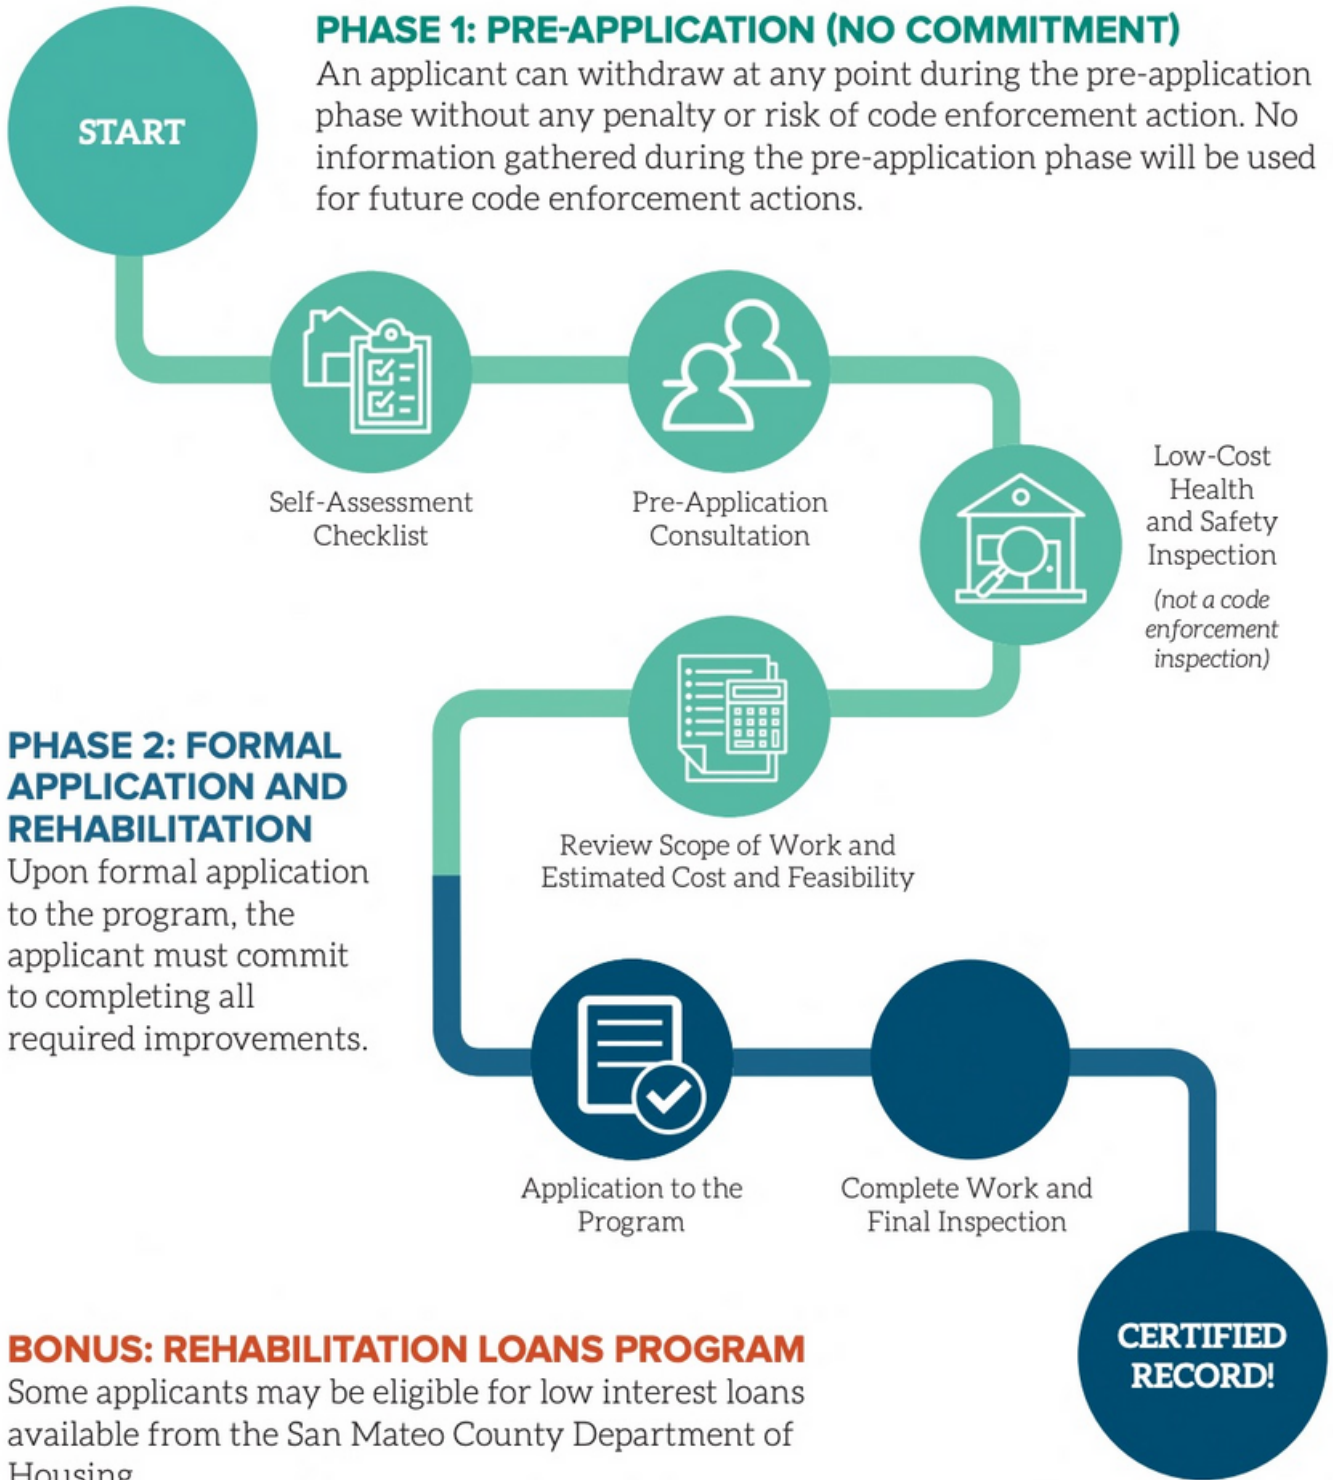 START
PHASE 1: PRE-APPLICATION (NO COMMITMENT)
An applicant can withdraw at any point during the pre-application
phase without any penalty or risk of code enforcement action. No
information gathered during the pre-application phase will be used
for future code enforcement actions.
Self-Assessment
Checklist
Pre-Application
Consultation
Low-Cost
Health
and Safety
Inspection
(not a code
enforcement
inspection)
Review Scope of Work and
Estimated Cost and Feasibility
PHASE 2: FORMAL
APPLICATION AND
REHABILITATION
Upon formal application
to the program, the
applicant must commit
to completing all
required improvements.
Application to the
Program
Complete Work and
Final Inspection
CERTIFIED
RECORD!
BONUS: REHABILITATION LOANS PROGRAM
Some applicants may be eligible for low interest loans
available from the San Mateo County Department of
Housing